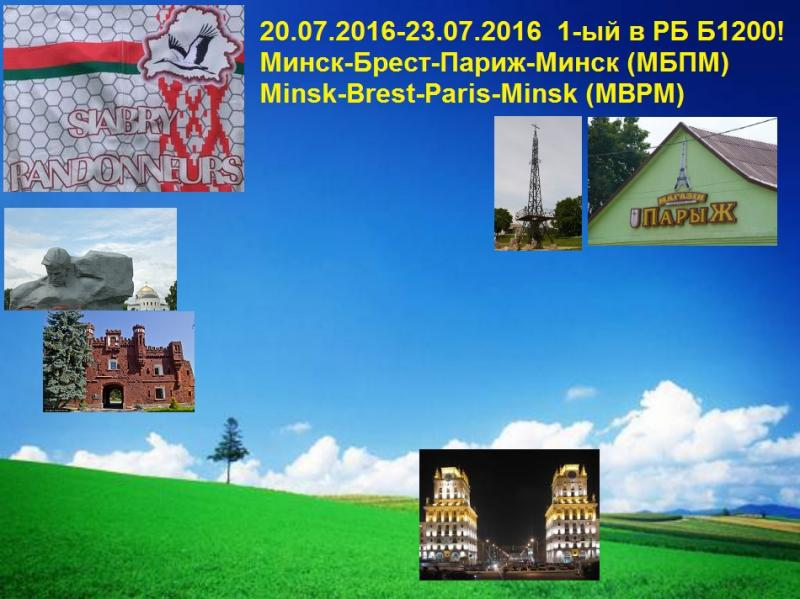 20.07.2016-23.07.2016 1-ый в РБ Б1200!
Минск-Брест-Париж-Минск (МБПМ)
Minsk-Brest-Paris-Minsk (MBPM)
SIABRY
RANDONNEURS
МАГАЗІН
ПАРЫЖ